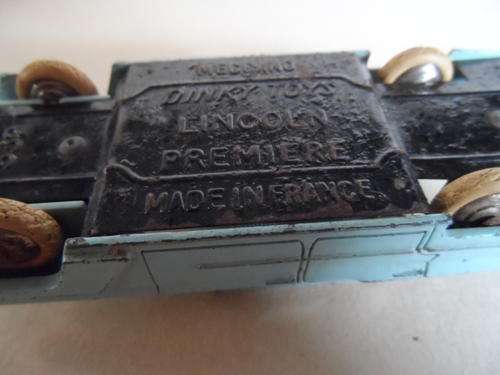 MECCANO
DINKY TOYS
LINCOLN
PREMIERE
MADE IN FRANCE